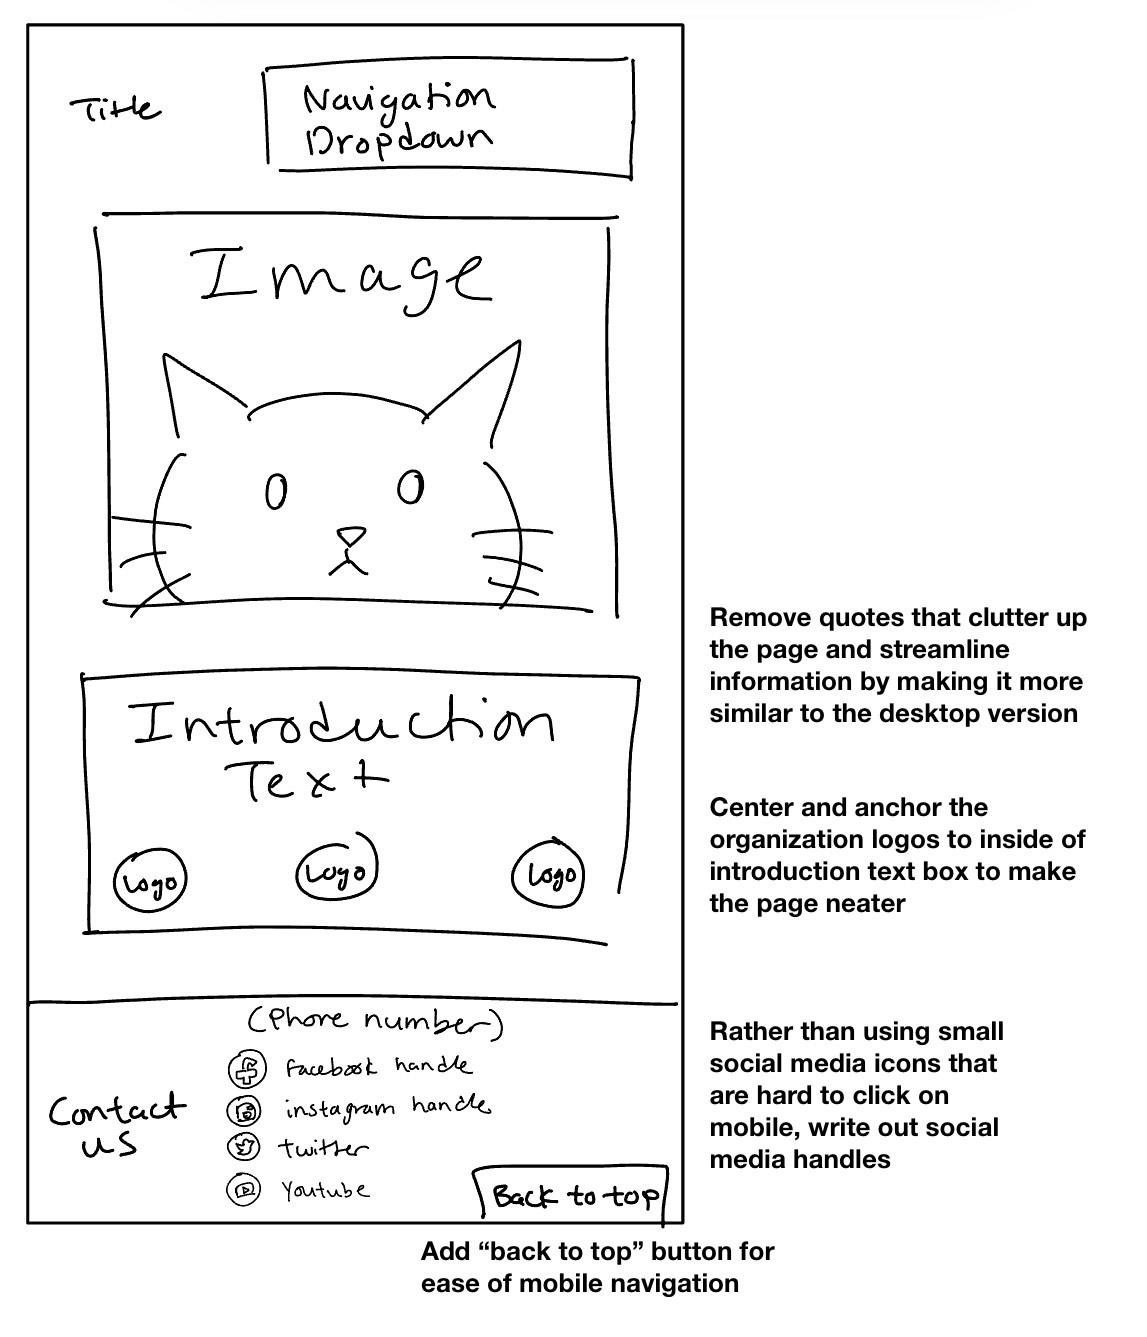 Title
Navigation
Dropdown
Image
Introduction
Text
Logo Logo Logo
Remove quotes that clutter up
the page and streamline
information by making it more
similar to the desktop version
Center and anchor the
organization logos to inside of
introduction text box to make
the page neater
(Phone number)
facebook handle
instagram handle
twitter
Youtube
Contact
us
Back to top
Rather than using small
social media icons that
are hard to click on
mobile, write out social
media handles
Add “back to top” button for
ease of mobile navigation